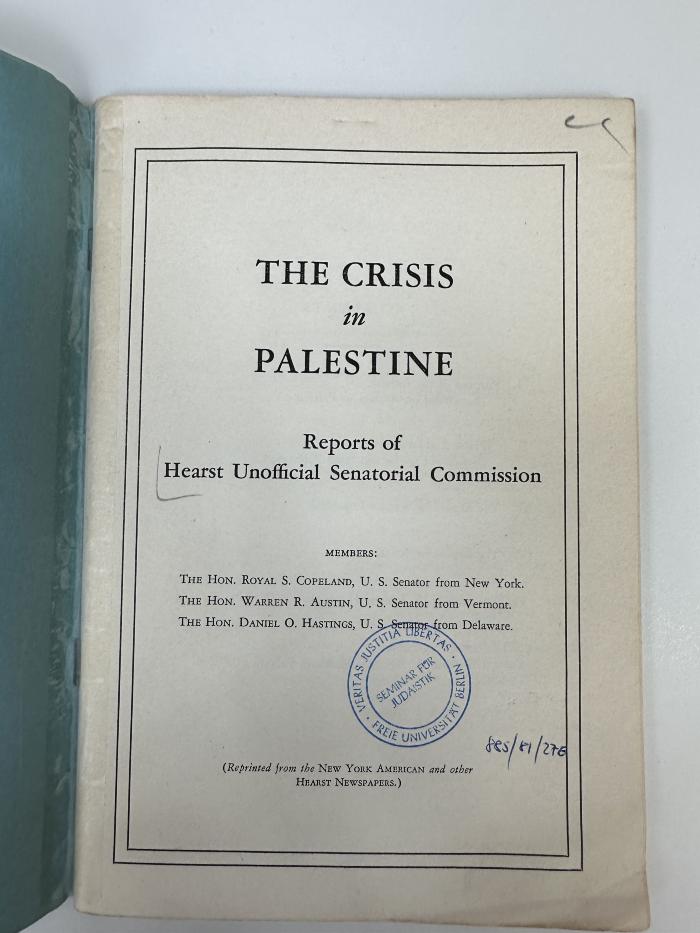 THE CRISIS
in
PALESTINE
Reports of
Hearst Unofficial Senatorial Commission
MEMBERS:
THE HON. ROYAL S. COPELAND, U. S. Senator from New York.
THE HON. WARREN R. AUSTIN, U. S. Senator from Vermont.
THE HON. DANIEL O. HASTINGS, U. S. Senator from Delaware.
VERITAS JUSTITIA LIBERTAS
SEMINAR FÜR
JUDAISTIK
FREIE UNIVERSITÄT BERLIN
(Reprinted from the NEW YORK AMERICAN and other
HEARST NEWSPAPERS.)